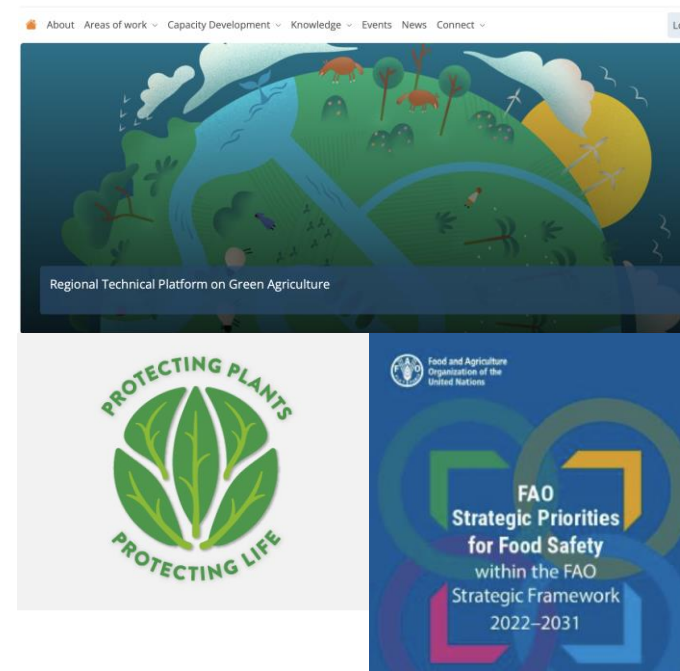 About Areas of work Capacity Development Knowledge Events News Connect
Regional Technical Platform on Green Agriculture
PROTECTING PLANTS
PROTECTING LIFE
Food and Agriculture
Organization of the
United Nations
FAO
Strategic Priorities
for Food Safety
within the FAO
Strategic Framework
2022–2031